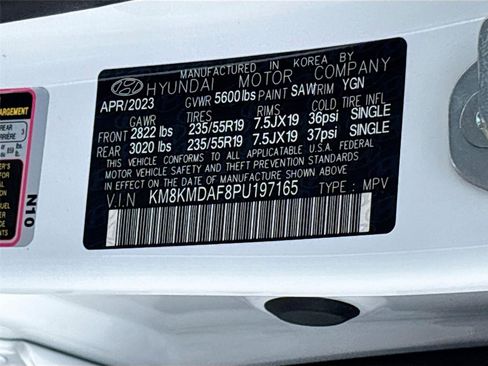 MANUFACTURED IN KOREA BY
HYUNDAI MOTOR COMPANY
APR/2023 GVWR 5600lbs PAINT SAW TRIM YGN
GAWR TIRES RIMS COLD TIRE INFL
FRONT 2822 lbs 235/55R19 7.5JX19 36psi SINGLE
REAR 3020 lbs 235/55R19 7.5JX19 37psi SINGLE
THIS VEHICLE CONFORMS TO ALL APPLICABLE U.S.A. FEDERAL
MOTOR VEHICLE SAFETY AND THEFT PREVENTION STANDARDS
IN EFFECT ON THE DATE OF MANUFACTURE SHOWN ABOVE.
V.I.N KM8KMDAF8PU197165 TYPE : MPV
N10
REAR